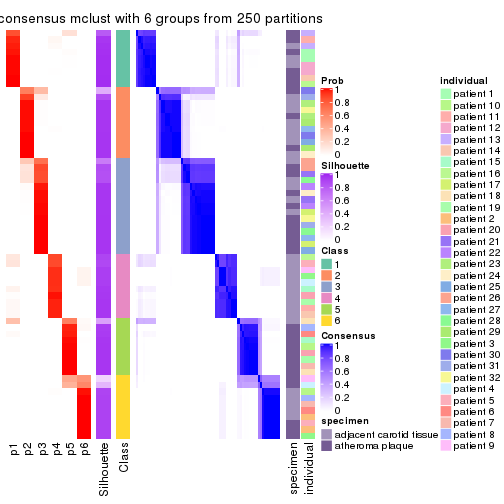 consensus mclust with 6 groups from 250 partitions
Prob
1
0.8
0.6
0.4
0.2
0
Silhouette
1
0.8
0.6
0.4
0.2
0
Class
1
2
3
4
5
6
Consensus
1
0.8
0.6
0.4
0.2
0
specimen
adjacent carotid tissue
atheroma plaque
individual
patient 1
patient 10
patient 11
patient 12
patient 13
patient 14
patient 15
patient 16
patient 17
patient 18
patient 19
patient 2
patient 20
patient 21
patient 22
patient 23
patient 24
patient 25
patient 26
patient 27
patient 28
patient 29
patient 3
patient 30
patient 31
patient 32
patient 4
patient 5
patient 6
patient 7
patient 8
patient 9
p1
p2
p3
p4
p5
p6
Silhouette
Class
specimen
individual